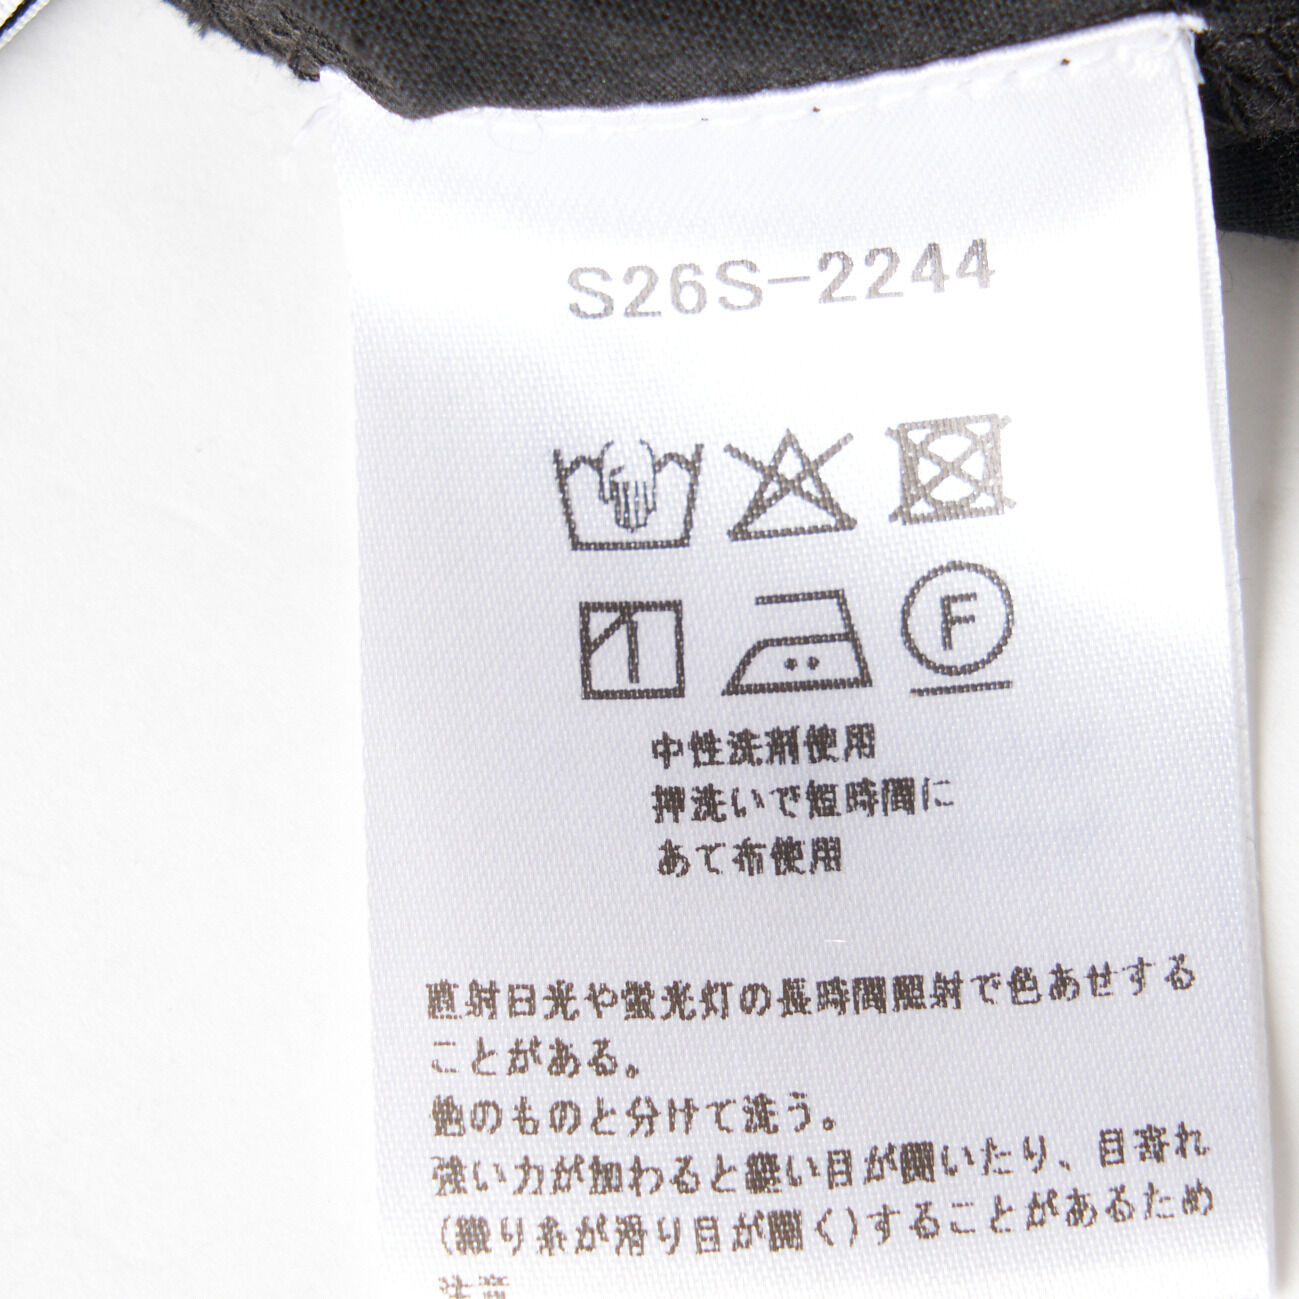 S26S-2244
F
中性洗剤使用
押洗いで短時間に
あて布使用
直射日光や蛍光灯の長時間照射で色あせする
ことがある。
他のものと分けて洗う。
強い力が加わると縫い目が開いたり、目寄れ
(織り糸が滑り目が開く)することがあるため
注意